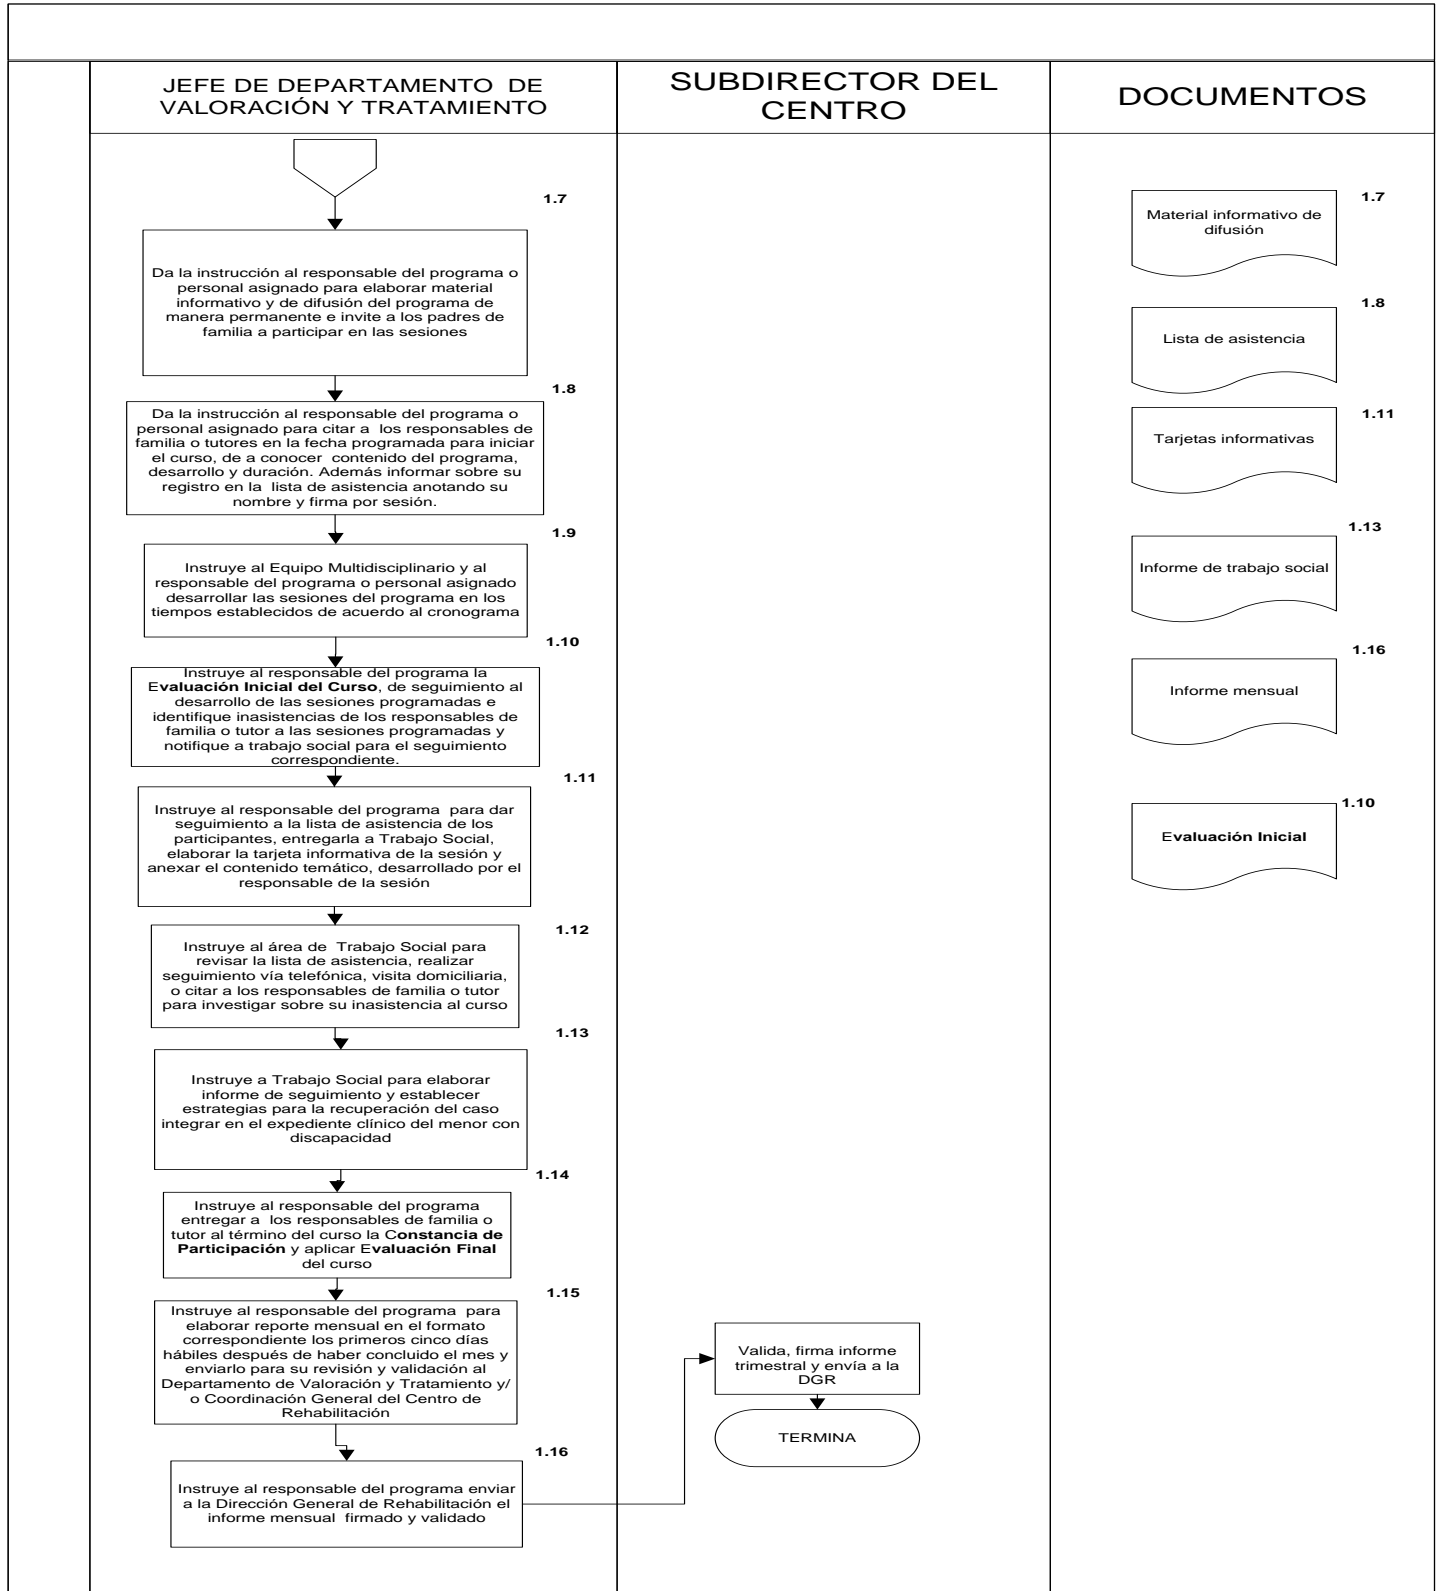 JEFE DE DEPARTAMENTO DE
VALORACIÓN Y TRATAMIENTO
SUBDIRECTOR DEL
CENTRO
DOCUMENTOS
1.7
Da la instrucción al responsable del programa o
personal asignado para elaborar material
informativo y de difusión del programa de
manera permanente e invite a los padres de
familia a participar en las sesiones
1.8
Da la instrucción al responsable del programa o
personal asignado para citar a los responsables de
familia o tutores en la fecha programada para iniciar
el curso, de a conocer contenido del programa,
desarrollo y duración. Además informar sobre su
registro en la lista de asistencia anotando su
nombre y firma por sesión.
1.9
Instruye al Equipo Multidisciplinario y al
responsable del programa o personal asignado
desarrollar las sesiones del programa en los
tiempos establecidos de acuerdo al cronograma
1.10
Instruye al responsable del programa la
Evaluación Inicial del Curso, de seguimiento al
desarrollo de las sesiones programadas e
identifique inasistencias de los responsables de
familia o tutor a las sesiones programadas y
notifique a trabajo social para el seguimiento
correspondiente.
1.11
Instruye al responsable del programa para dar
seguimiento a la lista de asistencia de los
participantes, entregarla a Trabajo Social,
elaborar la tarjeta informativa de la sesión y
anexar el contenido temático, desarrollado por el
responsable de la sesión
1.12
Instruye al área de Trabajo Social para
revisar la lista de asistencia, realizar
seguimiento vía telefónica, visita domiciliaria,
o citar a los responsables de familia o tutor
para investigar sobre su inasistencia al curso
1.13
Instruye a Trabajo Social para elaborar
informe de seguimiento y establecer
estrategias para la recuperación del caso
integrar en el expediente clínico del menor con
discapacidad
1.14
Instruye al responsable del programa
entregar a los responsables de familia o
tutor al término del curso la Constancia de
Participación y aplicar Evaluación Final
del curso
1.15
Instruye al responsable del programa para
elaborar reporte mensual en el formato
correspondiente los primeros cinco días
hábiles después de haber concluido el mes y
enviarlo para su revisión y validación al
Departamento de Valoración y Tratamiento y/
o Coordinación General del Centro de
Rehabilitación
1.16
Instruye al responsable del programa enviar
a la Dirección General de Rehabilitación el
informe mensual firmado y validado
Valida, firma informe
trimestral y envía a la
DGR
TERMINA
1.7
Material informativo de
difusión
1.8
Lista de asistencia
1.11
Tarjetas informativas
1.13
Informe de trabajo social
1.16
Informe mensual
1.10
Evaluación Inicial